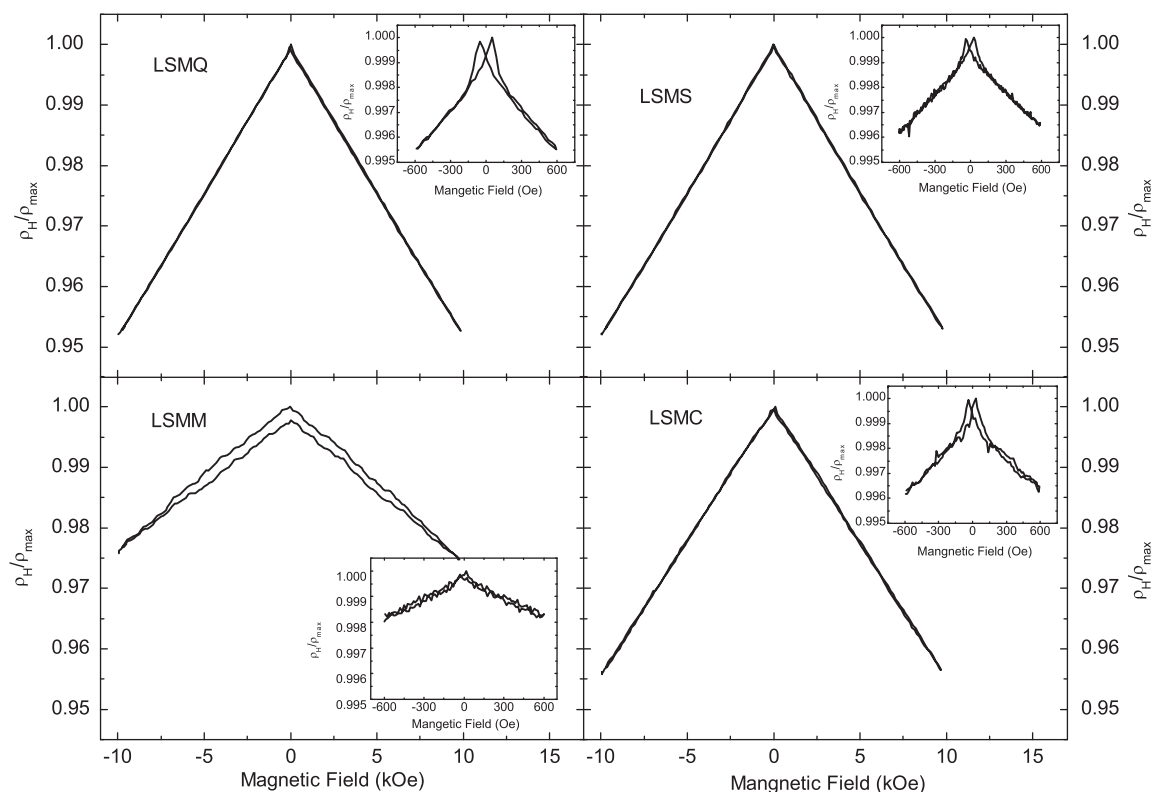 LSMQ
1.00
0.99
0.98
0.97
0.96
0.95
ρH/ρmax
1.000
0.999
0.998
0.997
0.996
0.995
ρH/ρmax
-600 -300 0 300 600
Mangetic Field (Oe)
LSMS
1.00
0.99
0.98
0.97
0.96
0.95
ρH/ρmax
1.000
0.999
0.998
0.997
0.996
0.995
ρH/ρmax
-600 -300 0 300 600
Mangetic Field (Oe)
LSMM
1.00
0.99
0.98
0.97
0.96
0.95
ρH/ρmax
1.000
0.999
0.998
0.997
0.996
0.995
ρH/ρmax
-600 -300 0 300 600
Mangetic Field (Oe)
-10 -5 0 5 10 15
Magnetic Field (kOe)
LSMC
1.00
0.99
0.98
0.97
0.96
0.95
ρH/ρmax
1.000
0.999
0.998
0.997
0.996
0.995
ρH/ρmax
-600 -300 0 300 600
Mangetic Field (Oe)
-10 -5 0 5 10 15
Mangnetic Field (kOe)